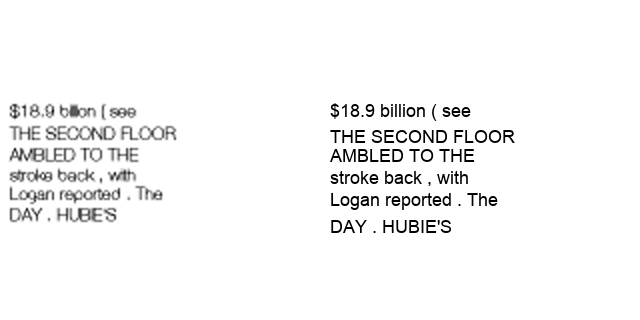 $18.9 billion ( see
THE SECOND FLOOR
AMBLED TO THE
stroke back , with
Logan reported . The
DAY . HUBIE'S
$18.9 billion ( see
THE SECOND FLOOR
AMBLED TO THE
stroke back , with
Logan reported . The
DAY . HUBIE'S